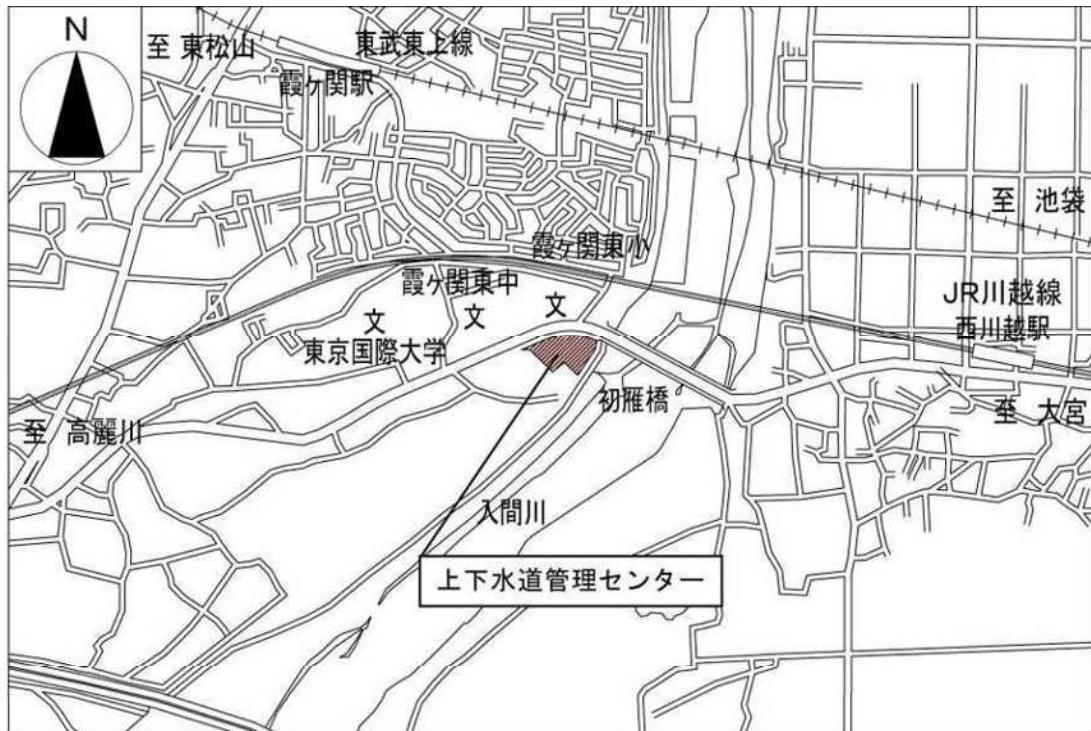 N
至 東松山
東武東上線
霞ヶ関駅
至 池袋
霞ヶ関東小
霞ヶ関東中
JR川越線
西川越駅
文
文
文
東京国際大学
初雁橋
至 大宮
至 高麗川
入間川
上下水道管理センター